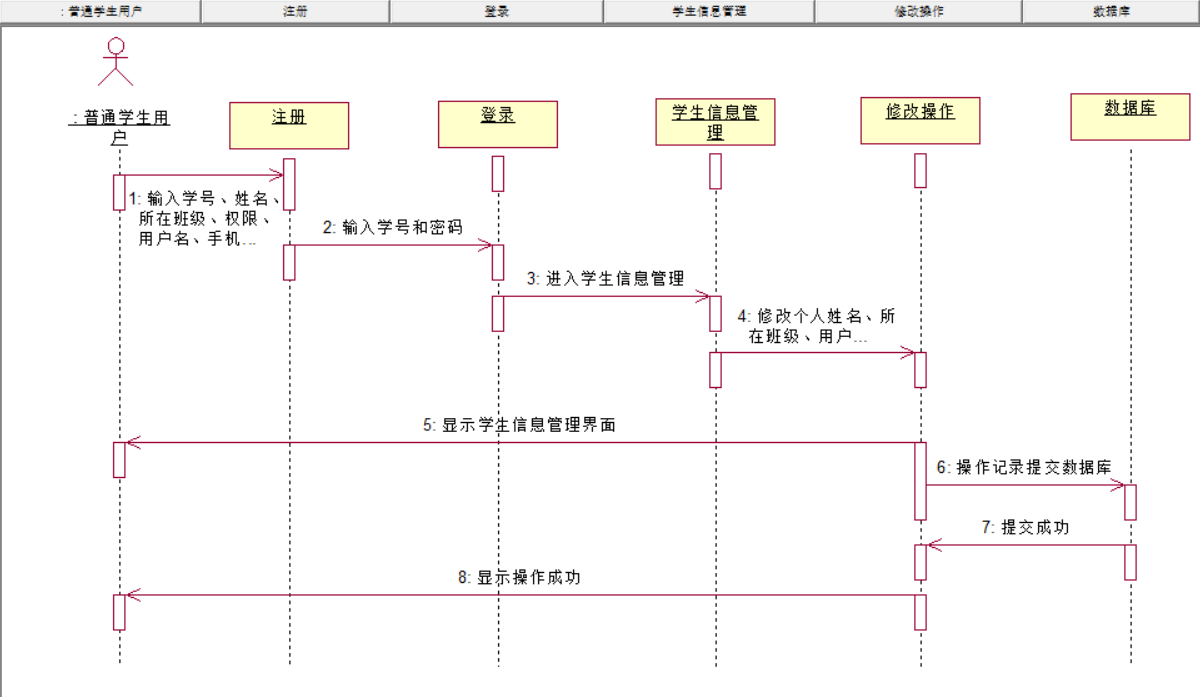 : 普通学生用户
注册
登录
学生信息管理
修改操作
数据库
: 普通学生用
户
注册
登录
学生信息管
理
修改操作
数据库
1: 输入学号、姓名、
所在班级、权限、
用户名、手机...
2: 输入学号和密码
3: 进入学生信息管理
4: 修改个人姓名、所
在班级、用户...
5: 显示学生信息管理界面
6: 操作记录提交数据库
7: 提交成功
8: 显示操作成功